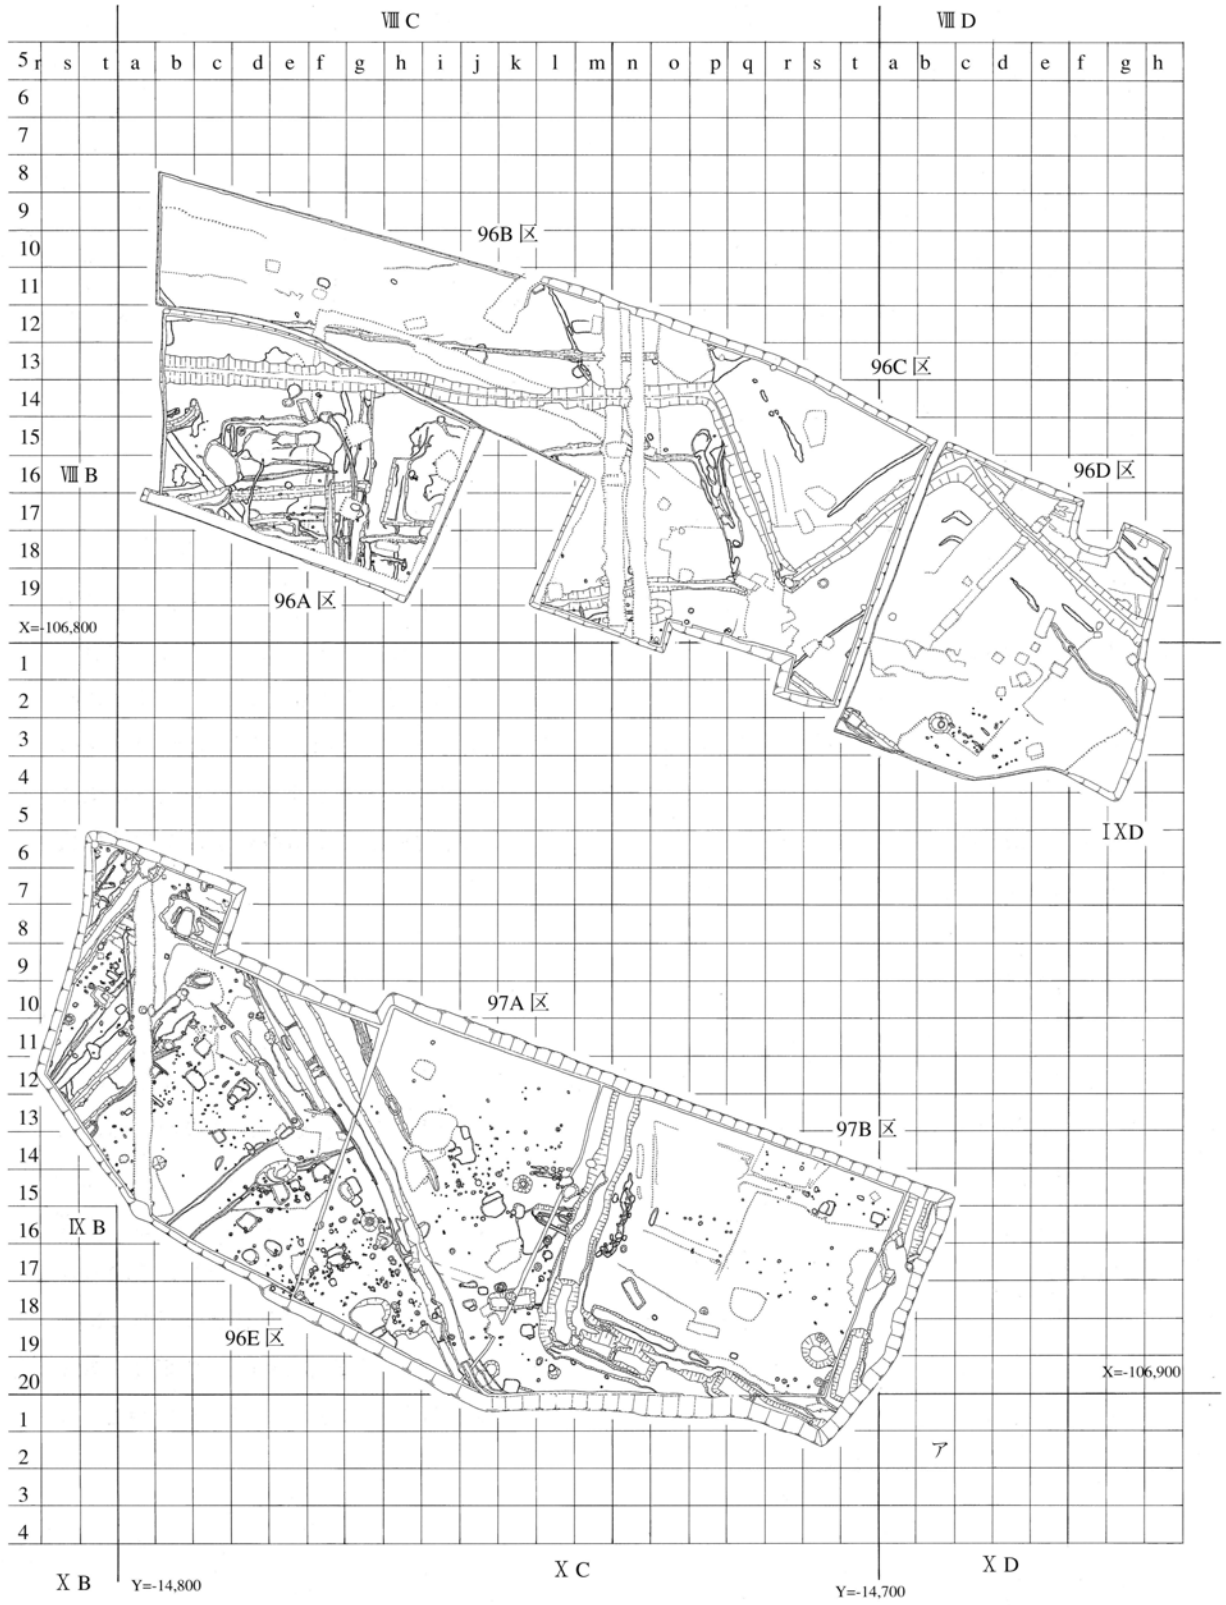 Ⅷ C
Ⅷ D
5 r s t a b c d e f g h i j k l m n o p q r s t a b c d e f g h
6
7
8
9
96B 区
10
11
12
13
96C 区
14
15
Ⅷ B
16
96D 区
17
18
19
96A 区
X=-106,800
1
2
3
4
5
ⅠⅩD
6
7
8
9
10
97A 区
11
12
13
97B 区
14
15
Ⅸ B
16
17
18
96E 区
19
X=-106,900
20
1
2
ア
3
4
Ⅹ B
Y=-14,800
Ⅹ C
Y=-14,700
Ⅹ D